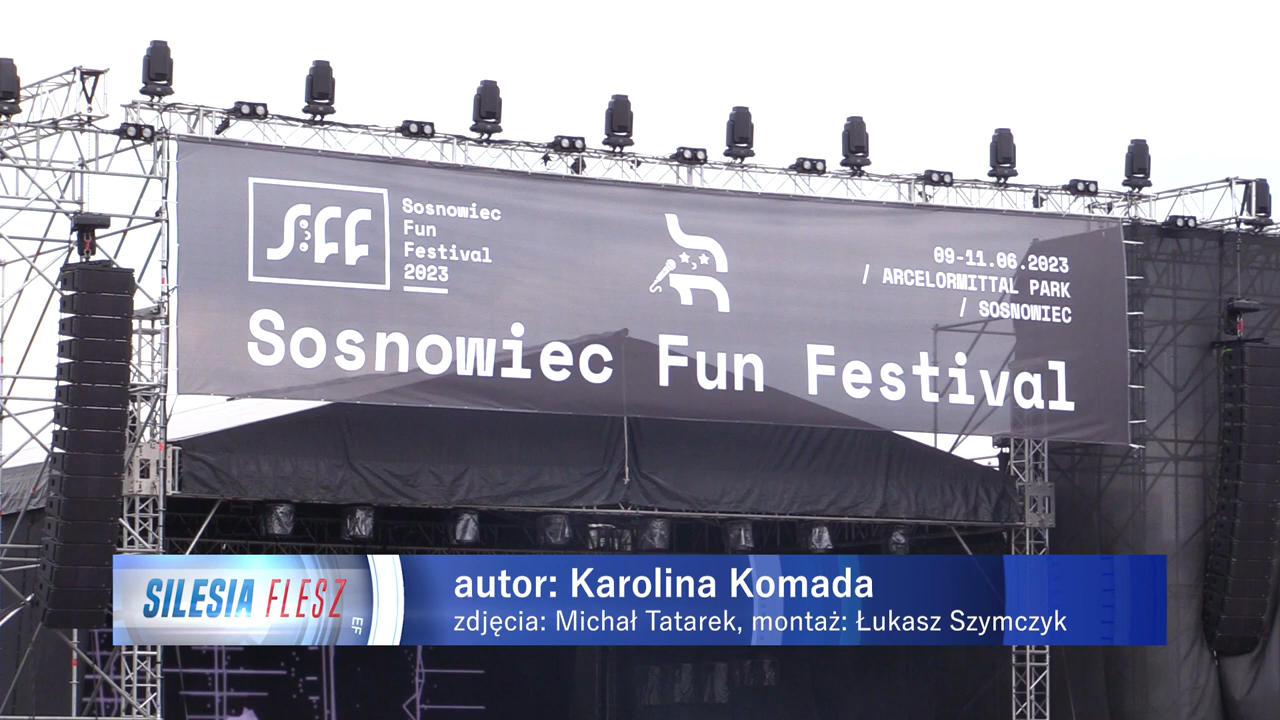 SFF
Sosnowiec
Fun
Festival
2023
09-11.06.2023
/ ARCELORMITTAL PARK
/ SOSNOWIEC
Sosnowiec Fun Festival
SILESIA FLESZ
autor: Karolina Komada
zdjęcia: Michał Tatarek, montaż: Łukasz Szymczyk